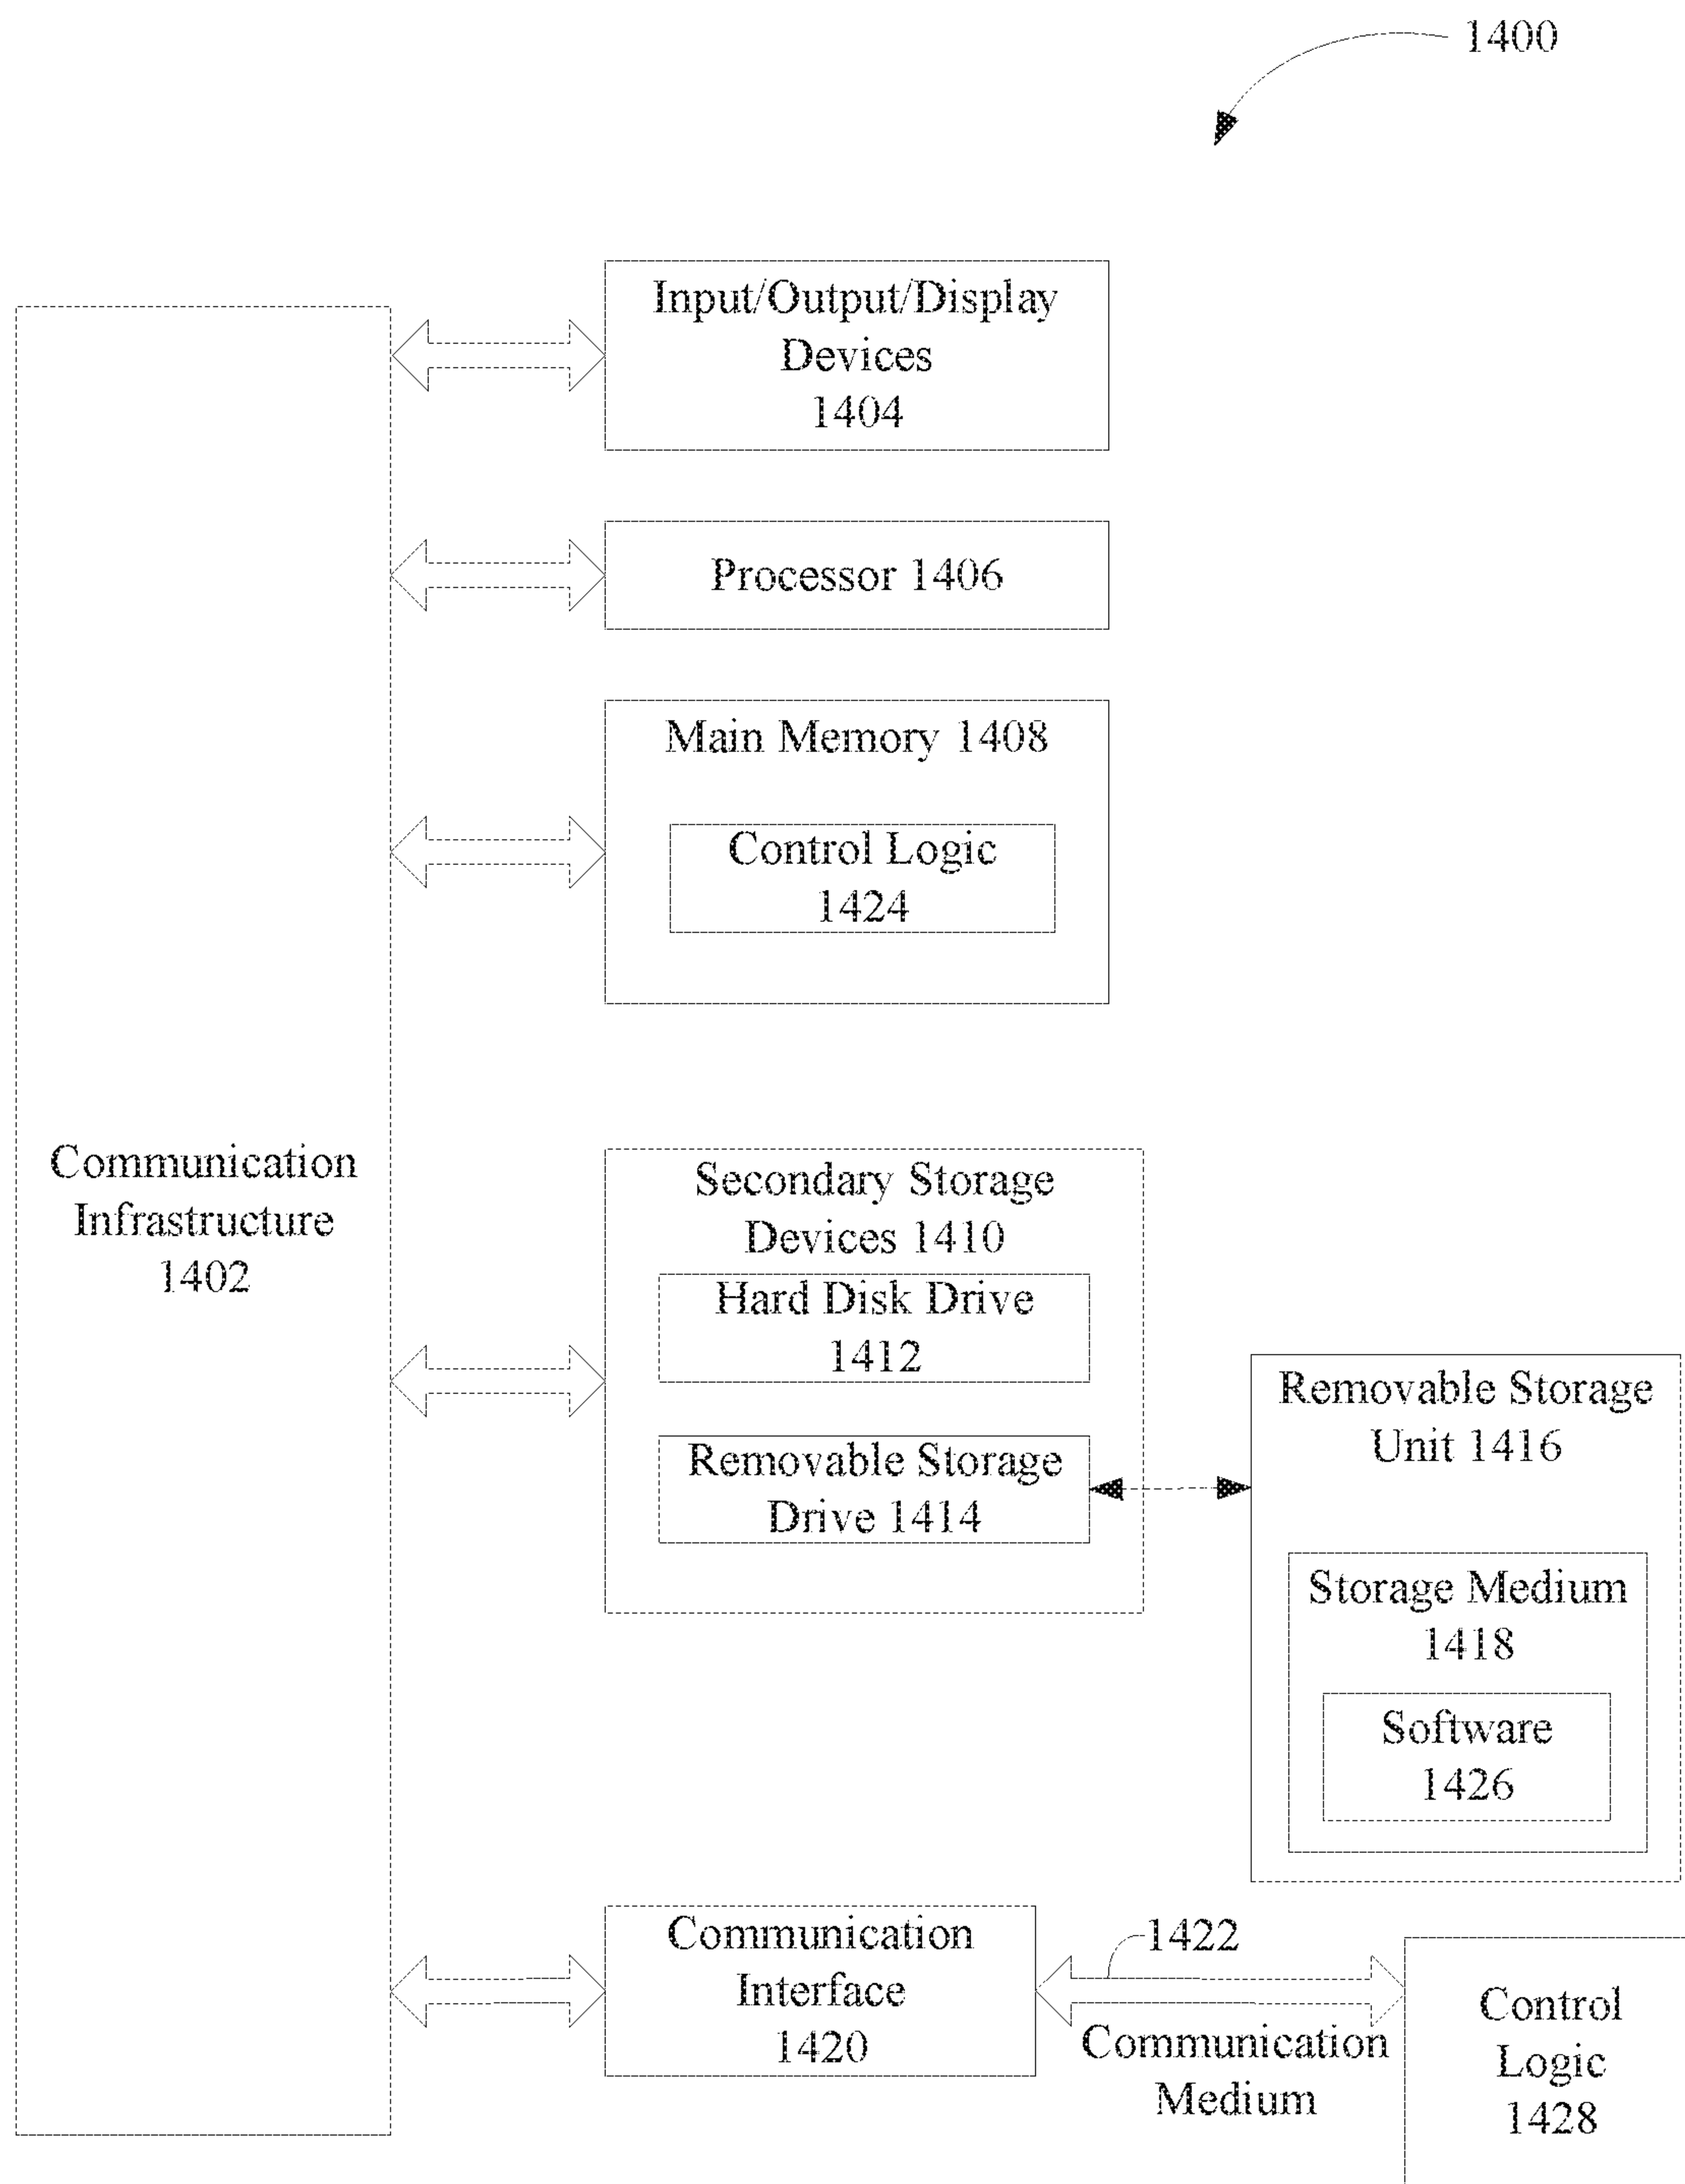 1400
Input/Output/Display
Devices
1404
Processor 1406
Main Memory 1408
Control Logic
1424
Communication
Infrastructure
1402
Secondary Storage
Devices 1410
Hard Disk Drive
1412
Removable Storage
Drive 1414
Removable Storage
Unit 1416
Storage Medium
1418
Software
1426
Communication
Interface
1420
1422
Communication
Medium
Control
Logic
1428